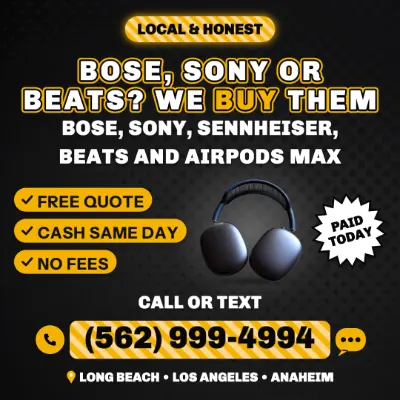 LOCAL & HONEST
BOSE, SONY OR
BEATS? WE BUY THEM
BOSE, SONY, SENNHEISER,
BEATS AND AIRPODS MAX
FREE QUOTE
CASH SAME DAY
NO FEES
PAID
TODAY
CALL OR TEXT
(562) 999-4994
LONG BEACH • LOS ANGELES • ANAHEIM